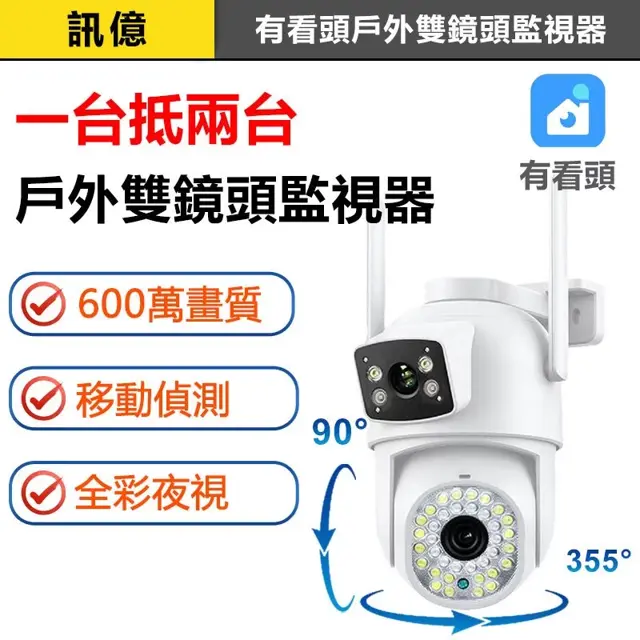 訊億
有看頭戶外雙鏡頭監視器
一台抵兩台
有看頭
戶外雙鏡頭監視器
600萬畫質
移動偵測
全彩夜視
90°
355°